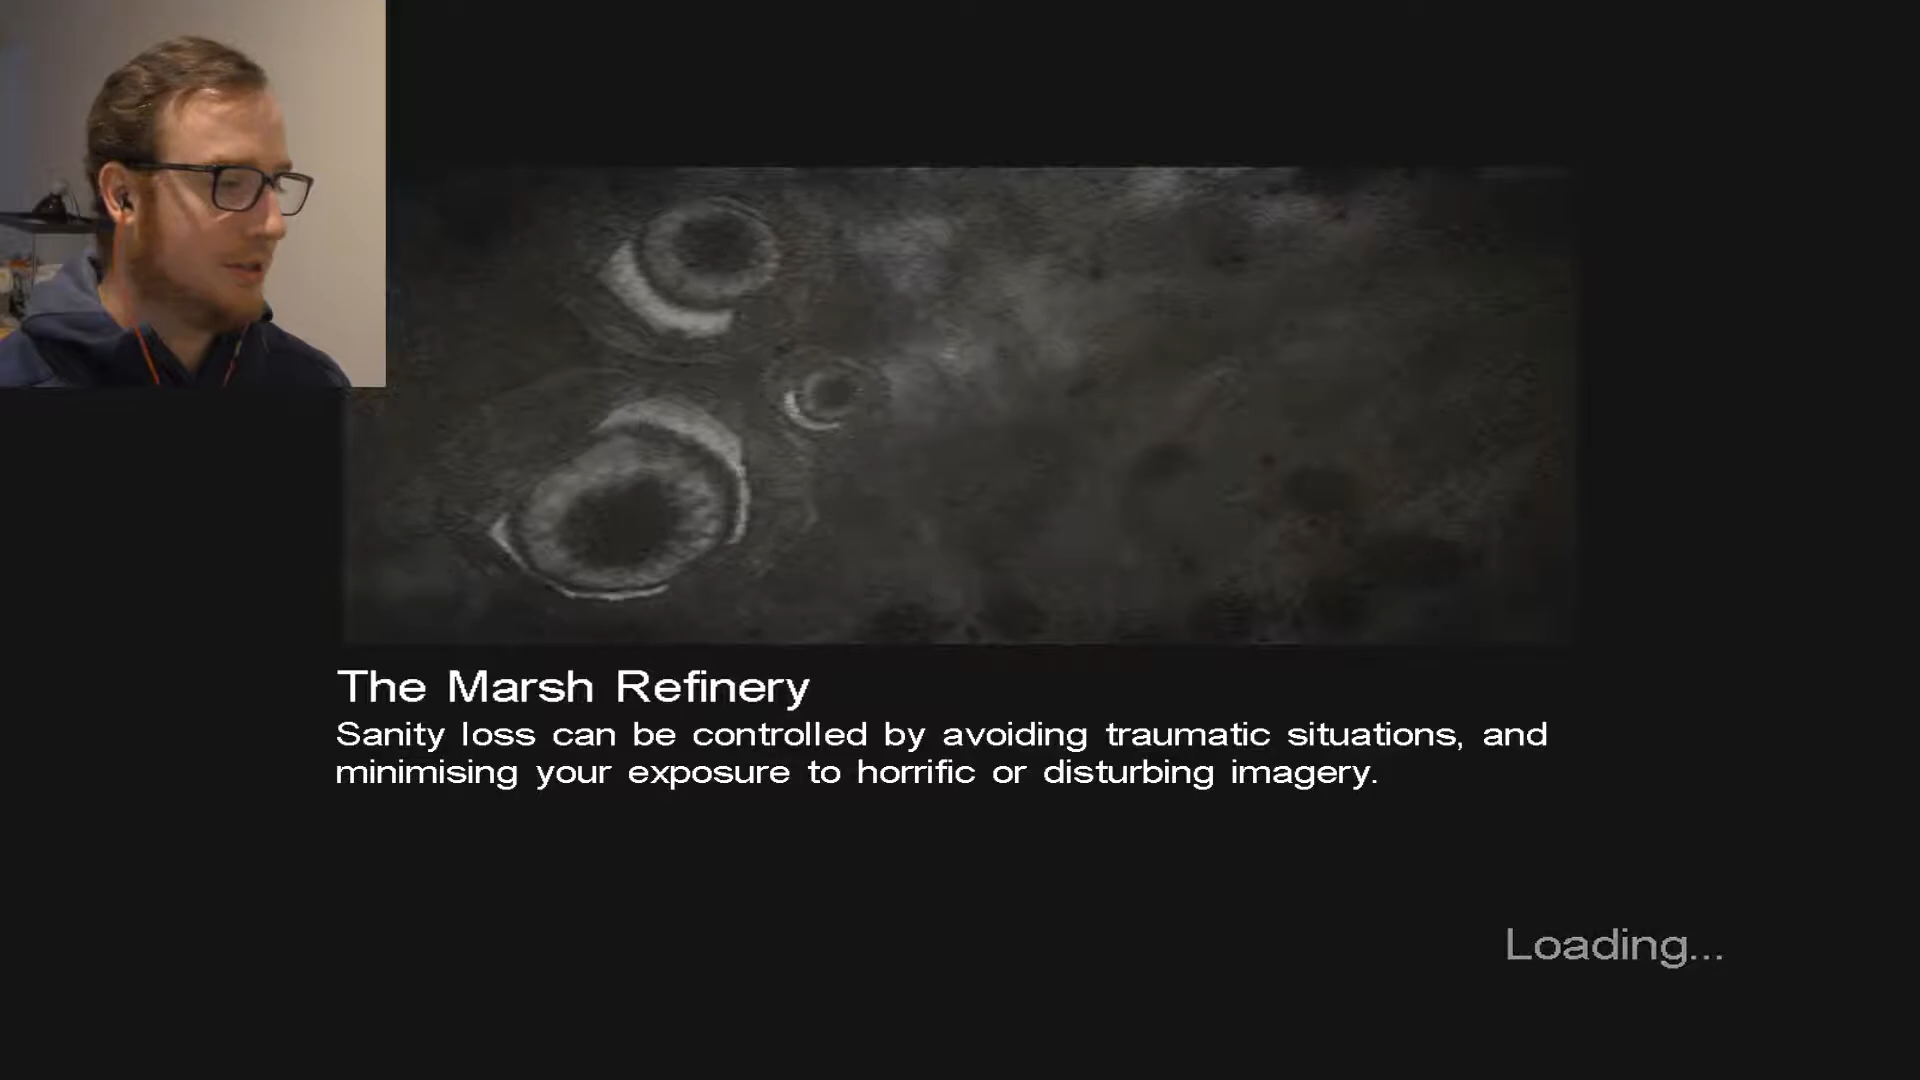 The Marsh Refinery
Sanity loss can be controlled by avoiding traumatic situations, and
minimising your exposure to horrific or disturbing imagery.
Loading...